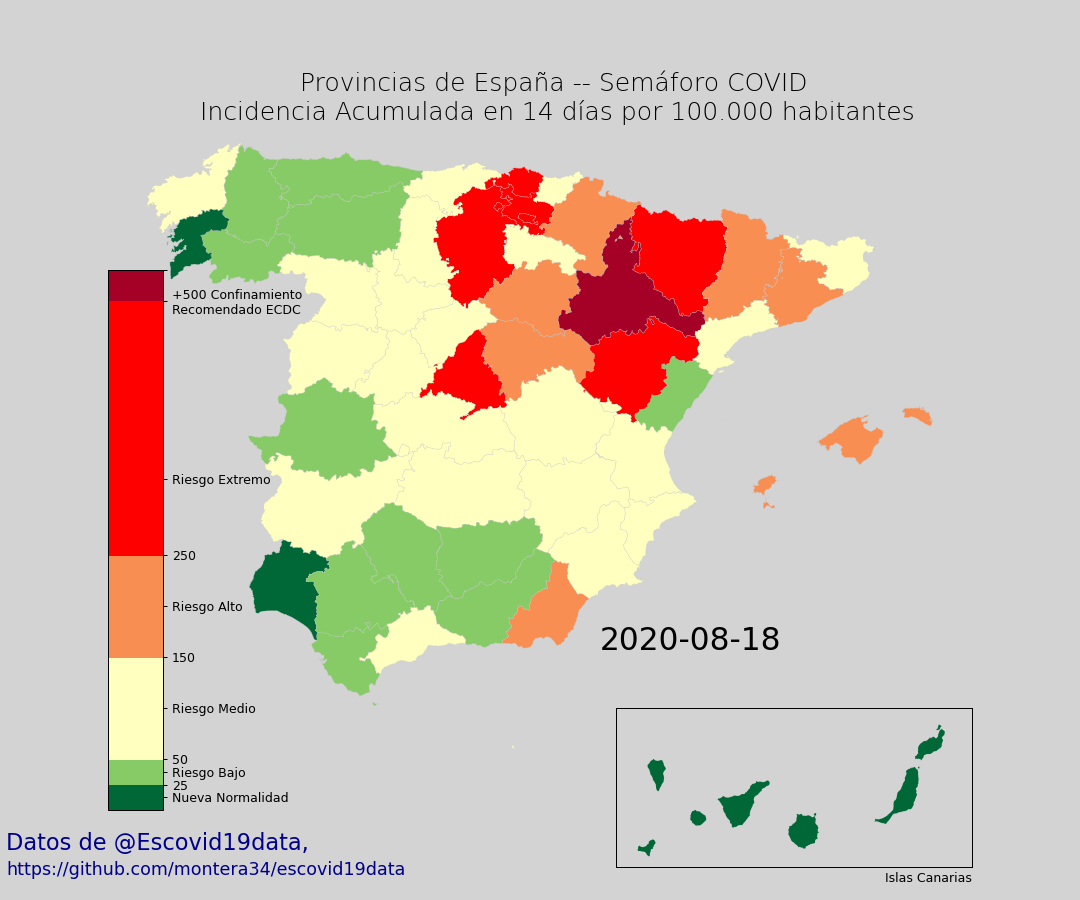 Provincias de España -- Semáforo COVID
Incidencia Acumulada en 14 días por 100.000 habitantes
+500 Confinamiento
Recomendado ECDC
Riesgo Extremo
250
Riesgo Alto
150
Riesgo Medio
50
Riesgo Bajo
25
Nueva Normalidad
2020-08-18
Islas Canarias
Datos de @Escovid19data,
https://github.com/montera34/escovid19data